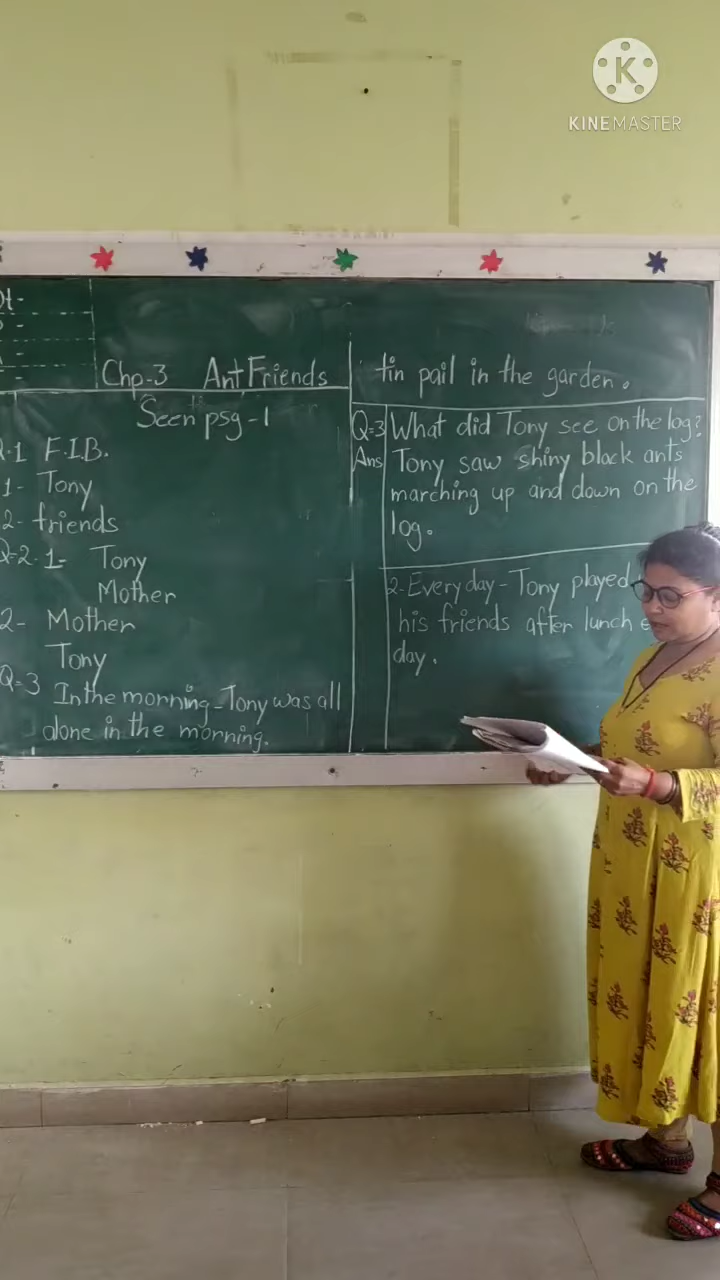 K
KINEMASTER
Dt-
Chp-3 Ant Friends
Seen psg-1
Q.1 F.I.B.
1- Tony
2- friends
Q=2 1- Tony
Mother
2- Mother
Tony
Q=3 In the morning-Tony was all
alone in the morning.
tin pail in the garden.
Q=3 What did Tony see on the log?
Ans Tony saw shiny black ants
marching up and down on the
log.
2-Every day-Tony played
his friends after lunch
day.